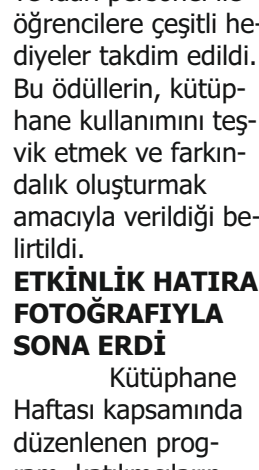 öğrencilere çeşitli he-
diyeler takdim edildi.
Bu ödüllerin, kütüp-
hane kullanımını teş-
vik etmek ve farkın-
dalık oluşturmak
amacıyla verildiği be-
lirtildi.
ETKİNLİK HATIRA
FOTOĞRAFIYLA
SONA ERDİ
Kütüphane
Haftası kapsamında
düzenlenen prog-